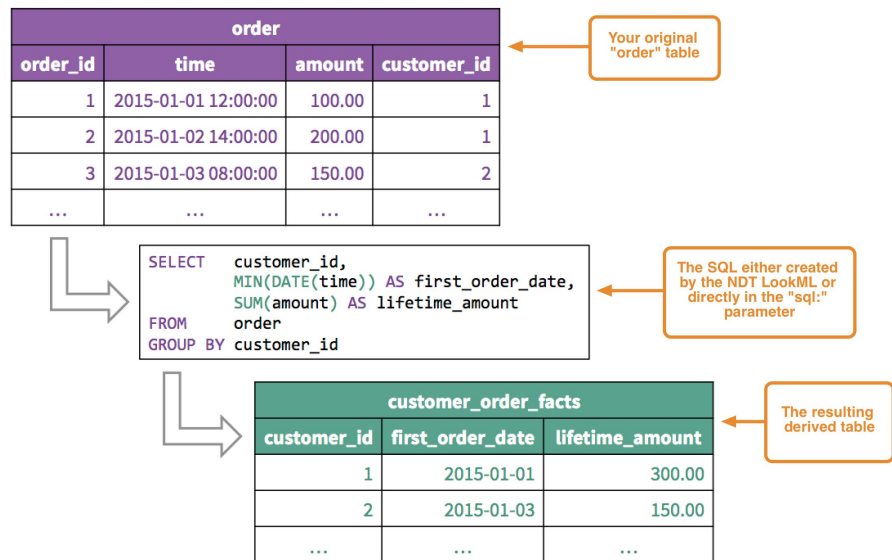 order
order_id time amount customer_id
1 2015-01-01 12:00:00 100.00 1
2 2015-01-02 14:00:00 200.00 1
3 2015-01-03 08:00:00 150.00 2
... ... ... ...
Your original
"order" table
SELECT customer_id,
MIN(DATE(time)) AS first_order_date,
SUM(amount) AS lifetime_amount
FROM order
GROUP BY customer_id
The SQL either created
by the NDT LookML or
directly in the "sql:"
parameter
customer_order_facts
customer_id first_order_date lifetime_amount
1 2015-01-01 300.00
2 2015-01-03 150.00
... ... ...
The resulting
derived table